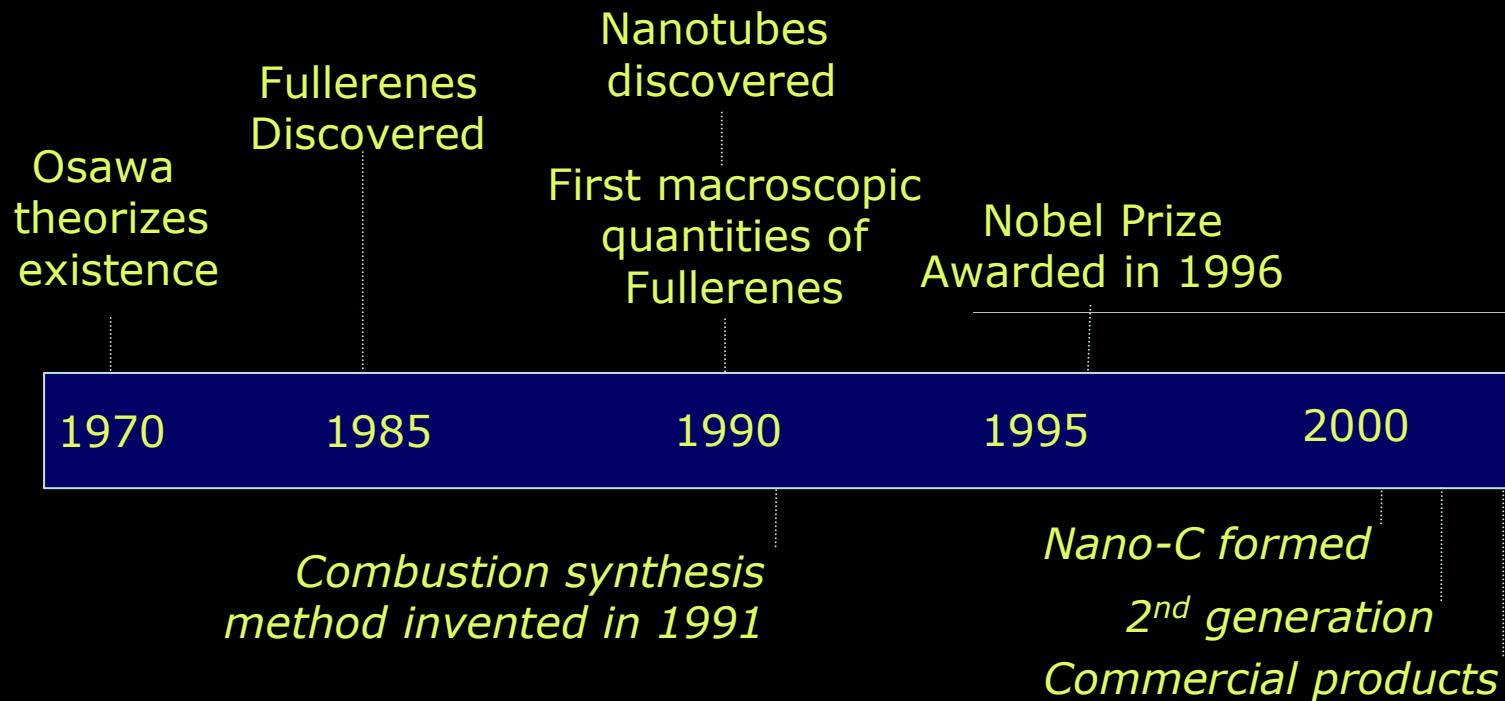 Osawa
theorizes
existence
Fullerenes
Discovered
Nanotubes
discovered
First macroscopic
quantities of
Fullerenes
Nobel Prize
Awarded in 1996
1970
1985
1990
1995
2000
Combustion synthesis
method invented in 1991
Nano-C formed
2nd generation
Commercial products